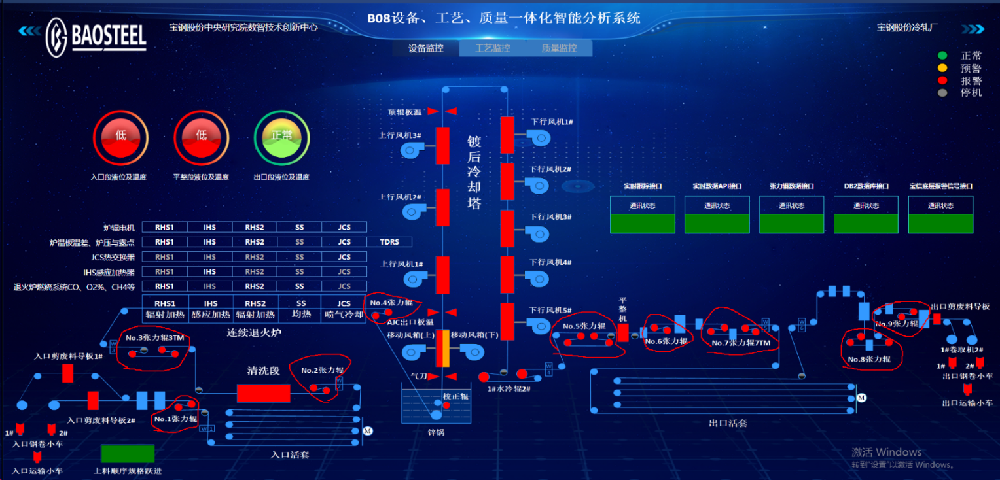 B08设备、工艺、质量一体化智能分析系统
BAOSTEEL
宝钢股份中央研究院数智技术创新中心
宝钢股份冷轧厂
设备监控 工艺监控 质量监控
正常
预警
报警
停机
低 低 正常
入口段液位及温度 平整段液位及温度 出口段液位及温度
顶辊板温
上行风机3#
上行风机2#
上行风机1#
镀后冷却塔
下行风机1#
下行风机2#
下行风机3#
下行风机4#
下行风机5#
实时跟踪接口 实时数据API接口 张力辊数据接口 DB2数据库接口 宝信底层报警信号接口
通讯状态 通讯状态 通讯状态 通讯状态 通讯状态
炉辊电机 RHS1 IHS RHS2 SS JCS
炉温板温差、炉压与露点 RHS1 IHS RHS2 SS JCS TDRS
JCS热交换器 RHS1 IHS RHS2 SS JCS
IHS感应加热器 RHS1 IHS RHS2 SS JCS
退火炉燃烧系统CO、O2%、CH4等 RHS1 IHS RHS2 SS JCS
RHS1 IHS RHS2 SS JCS
辐射加热 感应加热 辐射加热 均热 喷气冷却
连续退火炉
No.4张力辊
AJC出口板温
移动风箱(上) 移动风箱(下)
气刀
校正辊
锌锅
1#水冷辊2#
W4
No.3张力辊3TM
W3
入口剪废料导板1#
清洗段
No.2张力辊
W2
入口剪废料导板2#
No.1张力辊
W1
M
入口活套
1# 2#
入口钢卷小车
入口运输小车
上料顺序规格跃进
No.5张力辊
平整机
No.6张力辊
No.7张力辊7TM
W5
W6
No.9张力辊
No.8张力辊
出口剪废料导板
1#卷取机2#
1# 2#
出口钢卷小车
出口运输小车
M
出口活套
激活 Windows
转到"设置"以激活 Windows。